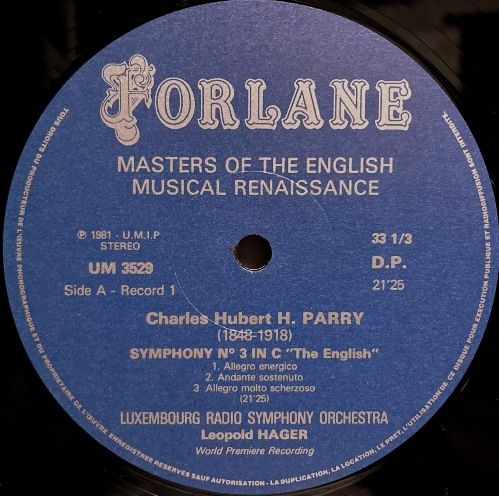 FORLANE
MASTERS OF THE ENGLISH
MUSICAL RENAISSANCE
℗ 1981 - U.M.I.P
STEREO
33 1/3
UM 3529
D.P.
Side A - Record 1
21'25
Charles Hubert H. PARRY
(1848-1918)
SYMPHONY Nº 3 IN C "The English"
1. Allegro energico
2. Andante sostenuto
3. Allegro molto scherzoso
(21'25)
LUXEMBOURG RADIO SYMPHONY ORCHESTRA
Leopold HAGER
World Premiere Recording
TOUS DROITS DU PRODUCTEUR DE L'ŒUVRE PHONOGRAPHIQUE ET DU PROPRIETAIRE DE L'ŒUVRE ENREGISTREE RESERVES SAUF AUTORISATION - LA DUPLICATION, LA LOCATION, LE PRET, L'UTILISATION DE CE DISQUE POUR EXECUTION PUBLIQUE ET RADIODIFFUSION SONT INTERDITS.